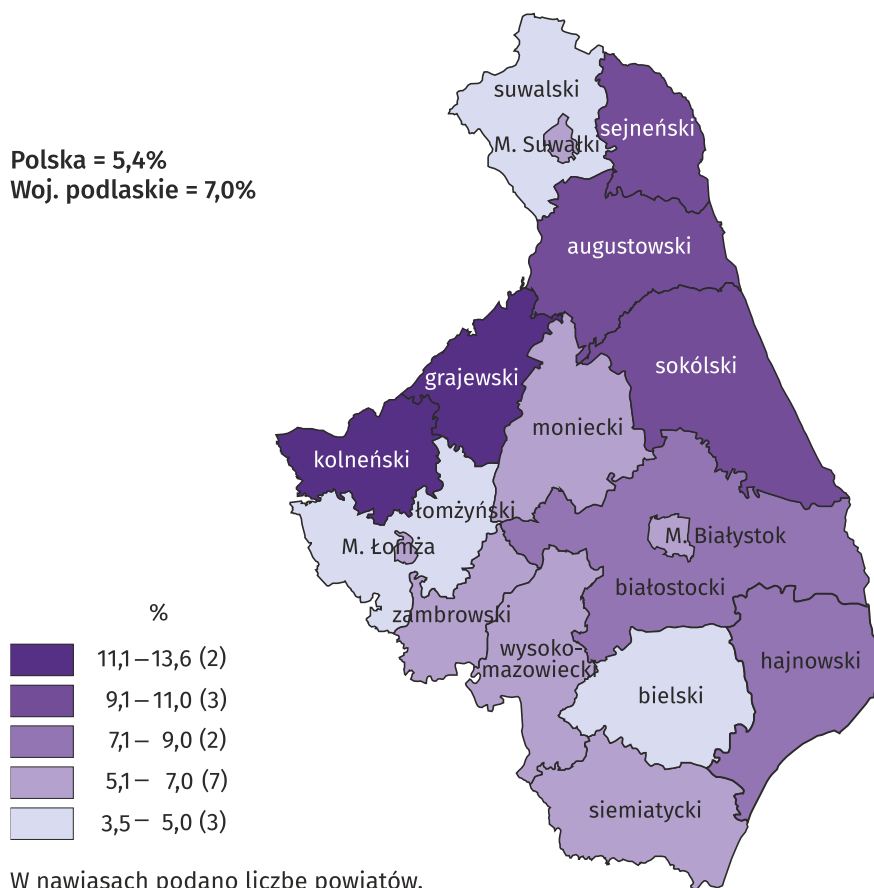 suwalski
sejneński
M. Suwałki
Polska = 5,4%
Woj. podlaskie = 7,0%
augustowski
sokólski
grajewski
moniecki
kolneński
łomżyński
M. Białystok
M. Łomża
białostocki
zambrowski
wysoko-
mazowiecki
hajnowski
bielski
siemiatycki
%
11,1–13,6 (2)
9,1–11,0 (3)
7,1– 9,0 (2)
5,1– 7,0 (7)
3,5– 5,0 (3)
W nawiasach podano liczbę powiatów.